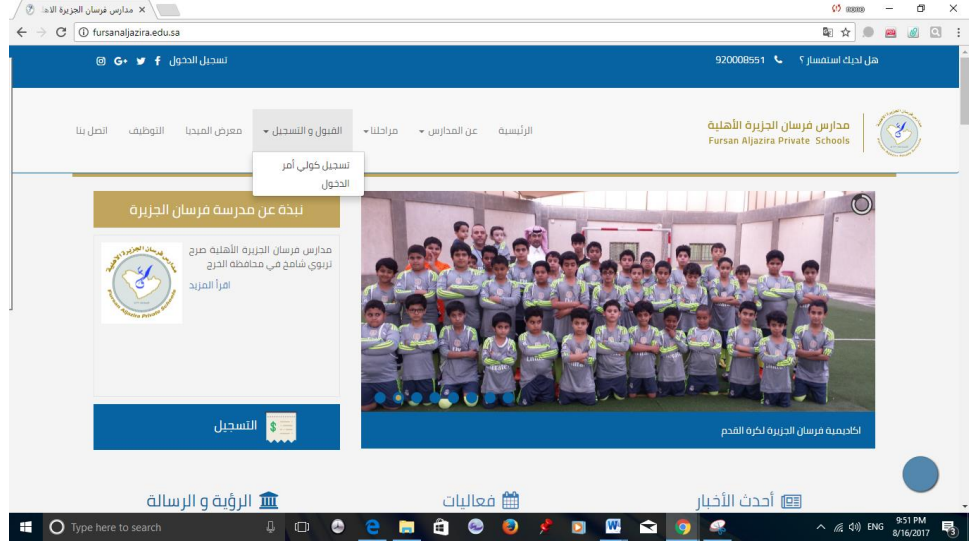 مدارس فرسان الجزيرة الاهلـ
fursanaljazira.edu.sa
هل لديك استفسار ؟ 920008551
تسجيل الدخول
مدارس فرسان الجزيرة الأهلية
Fursan Aljazira Private Schools
الرئيسية
عن المدارس
مراحلنا
القبول و التسجيل
معرض الميديا
التوظيف
اتصل بنا
تسجيل كولي أمر
الدخول
نبذة عن مدرسة فرسان الجزيرة
مدارس فرسان الجزيرة الأهلية صرح
تربوي شامخ في محافظة الخرج
اقرأ المزيد
التسجيل
اكاديمية فرسان الجزيرة لكرة القدم
أحدث الأخبار
فعاليات
الرؤية و الرسالة
Type here to search
ENG
9:51 PM
8/16/2017